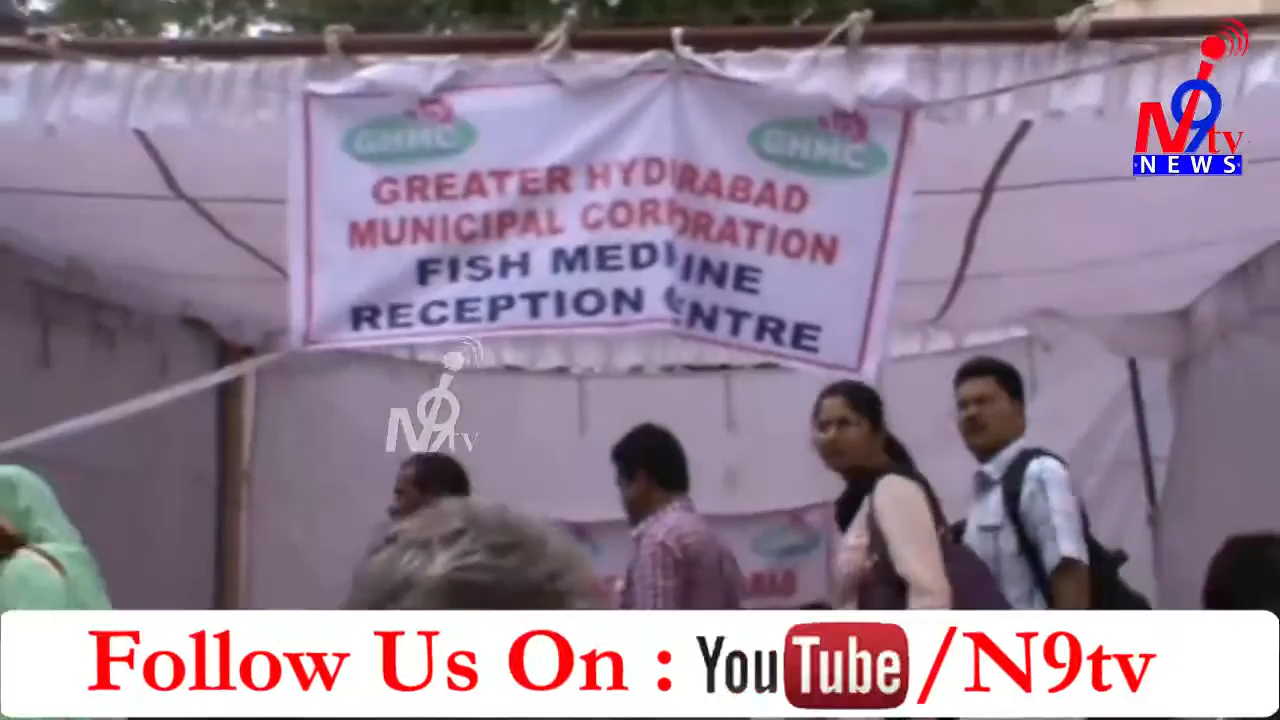 GHMC GHMC
GREATER HYDERABAD
MUNICIPAL CORPORATION
FISH MEDICINE
RECEPTION CENTRE
N9tv
NEWS
N9tv
Follow Us On : YouTube/N9tv